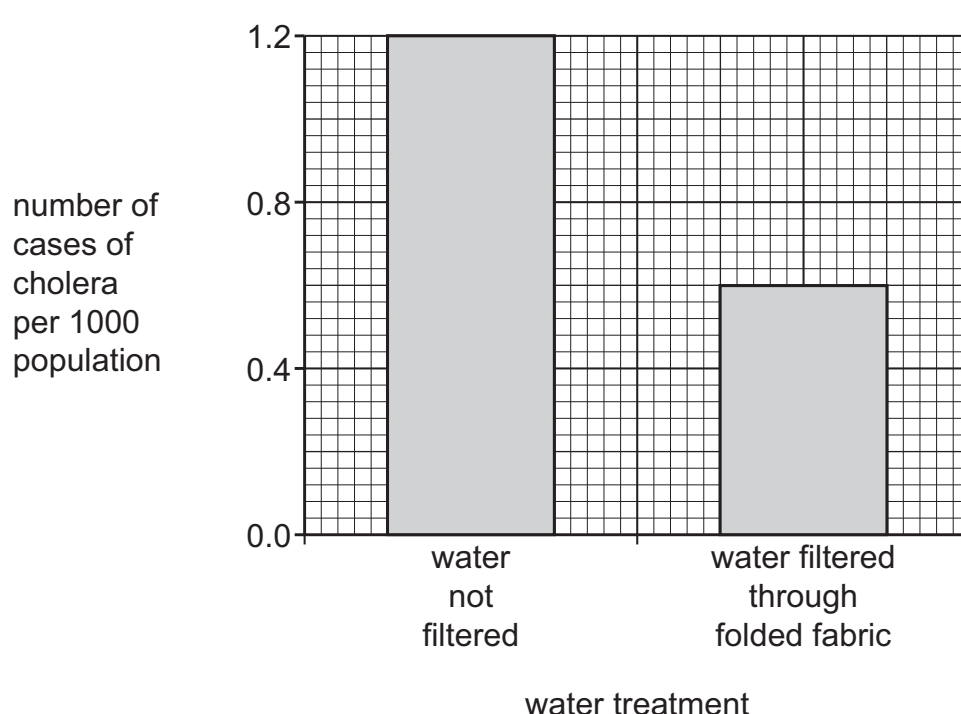 number of
cases of
cholera
per 1000
population
1.2
0.8
0.4
0.0
water
not
filtered
water filtered
through
folded fabric
water treatment